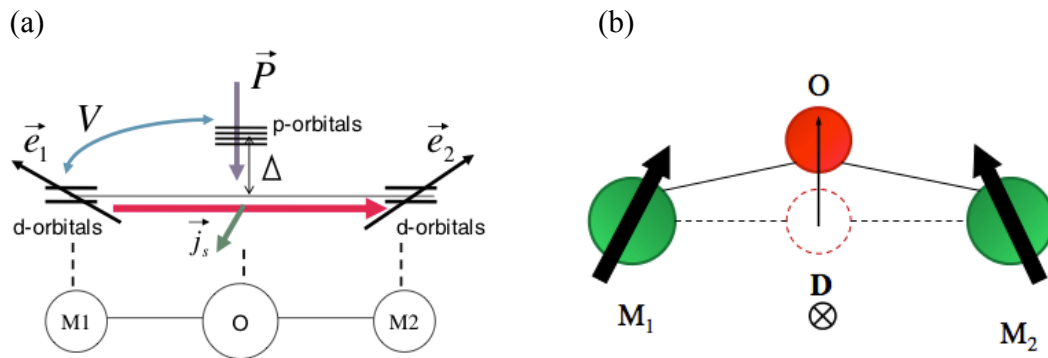 (a)
(b)
P
V
p-orbitals
e1
e2
Δ
d-orbitals
js
d-orbitals
M1
O
M2
O
D
M1
M2